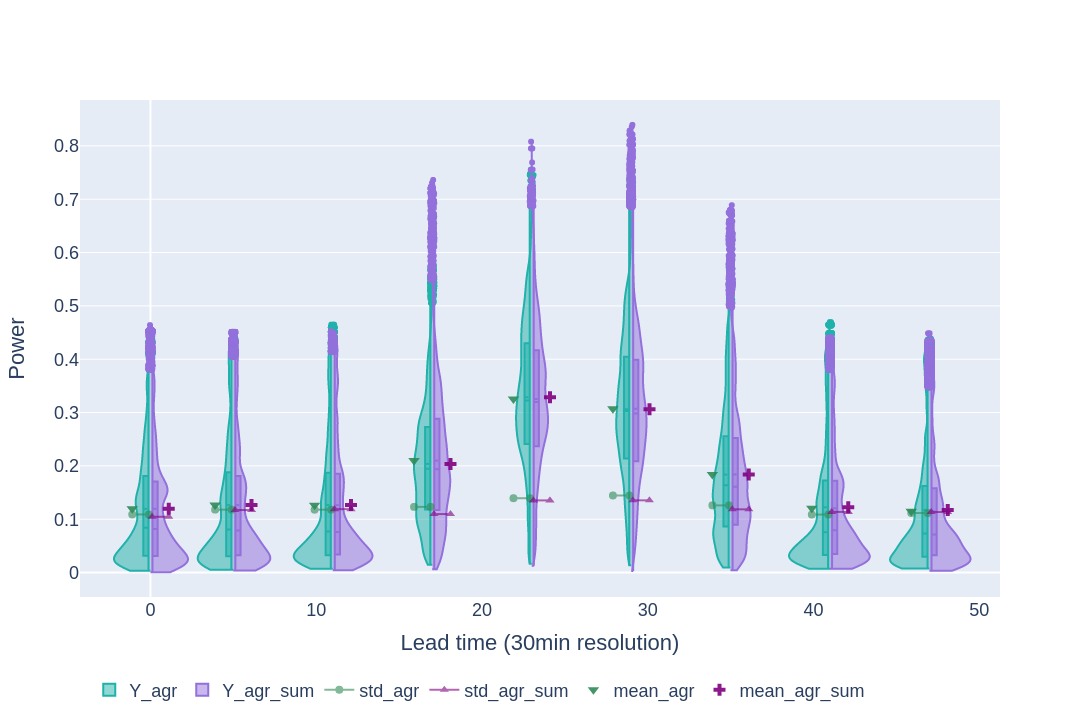 0.8
0.7
0.6
0.5
0.4
0.3
0.2
0.1
0
Power
0 10 20 30 40 50
Lead time (30min resolution)
Y_agr Y_agr_sum std_agr std_agr_sum mean_agr mean_agr_sum